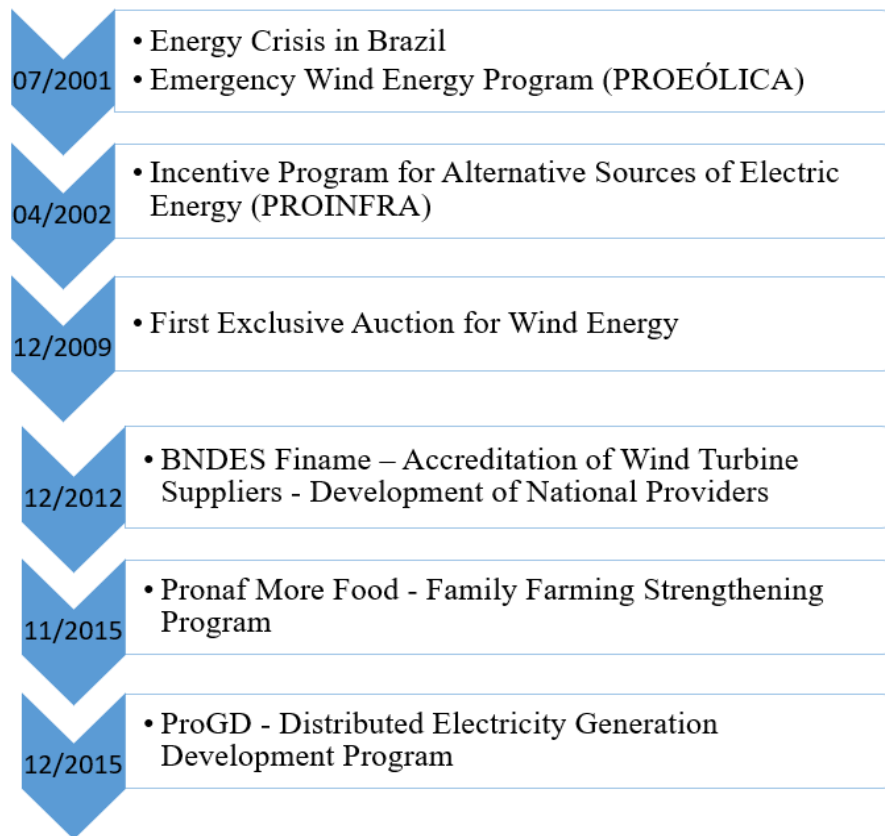 07/2001
• Energy Crisis in Brazil
• Emergency Wind Energy Program (PROEÓLICA)
04/2002
• Incentive Program for Alternative Sources of Electric
Energy (PROINFRA)
12/2009
• First Exclusive Auction for Wind Energy
12/2012
• BNDES Finame – Accreditation of Wind Turbine
Suppliers - Development of National Providers
11/2015
• Pronaf More Food - Family Farming Strengthening
Program
12/2015
• ProGD - Distributed Electricity Generation
Development Program